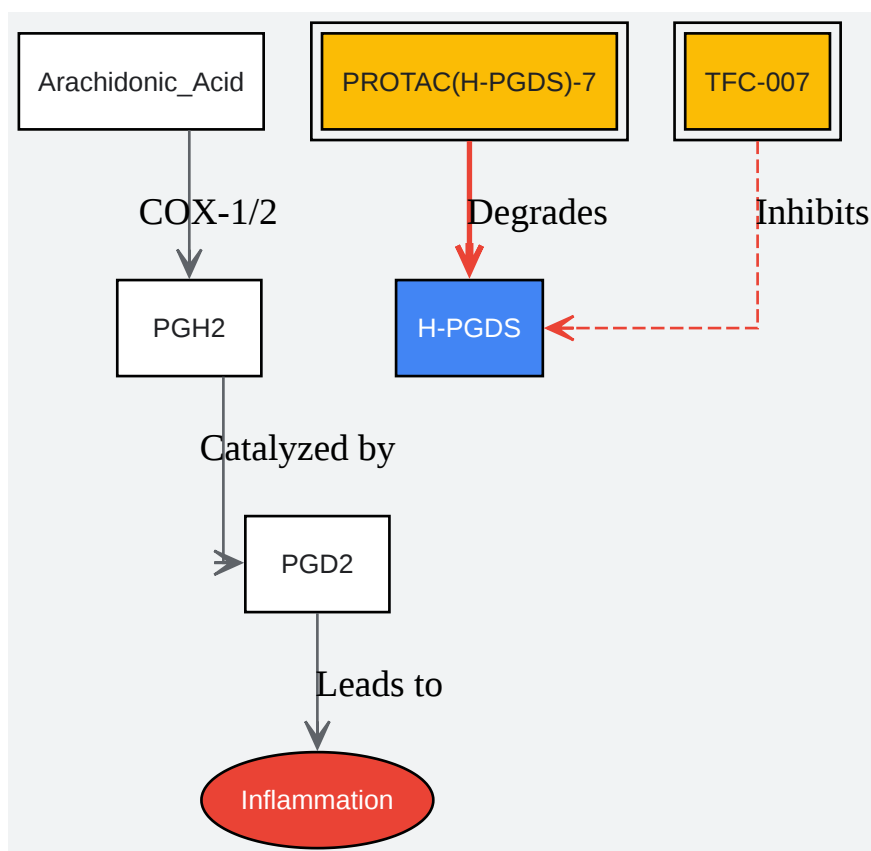 Arachidonic_Acid
PROTAC(H-PGDS)-7
TFC-007
COX-1/2
Degrades
Inhibits
PGH2
H-PGDS
Catalyzed by
PGD2
Leads to
Inflammation